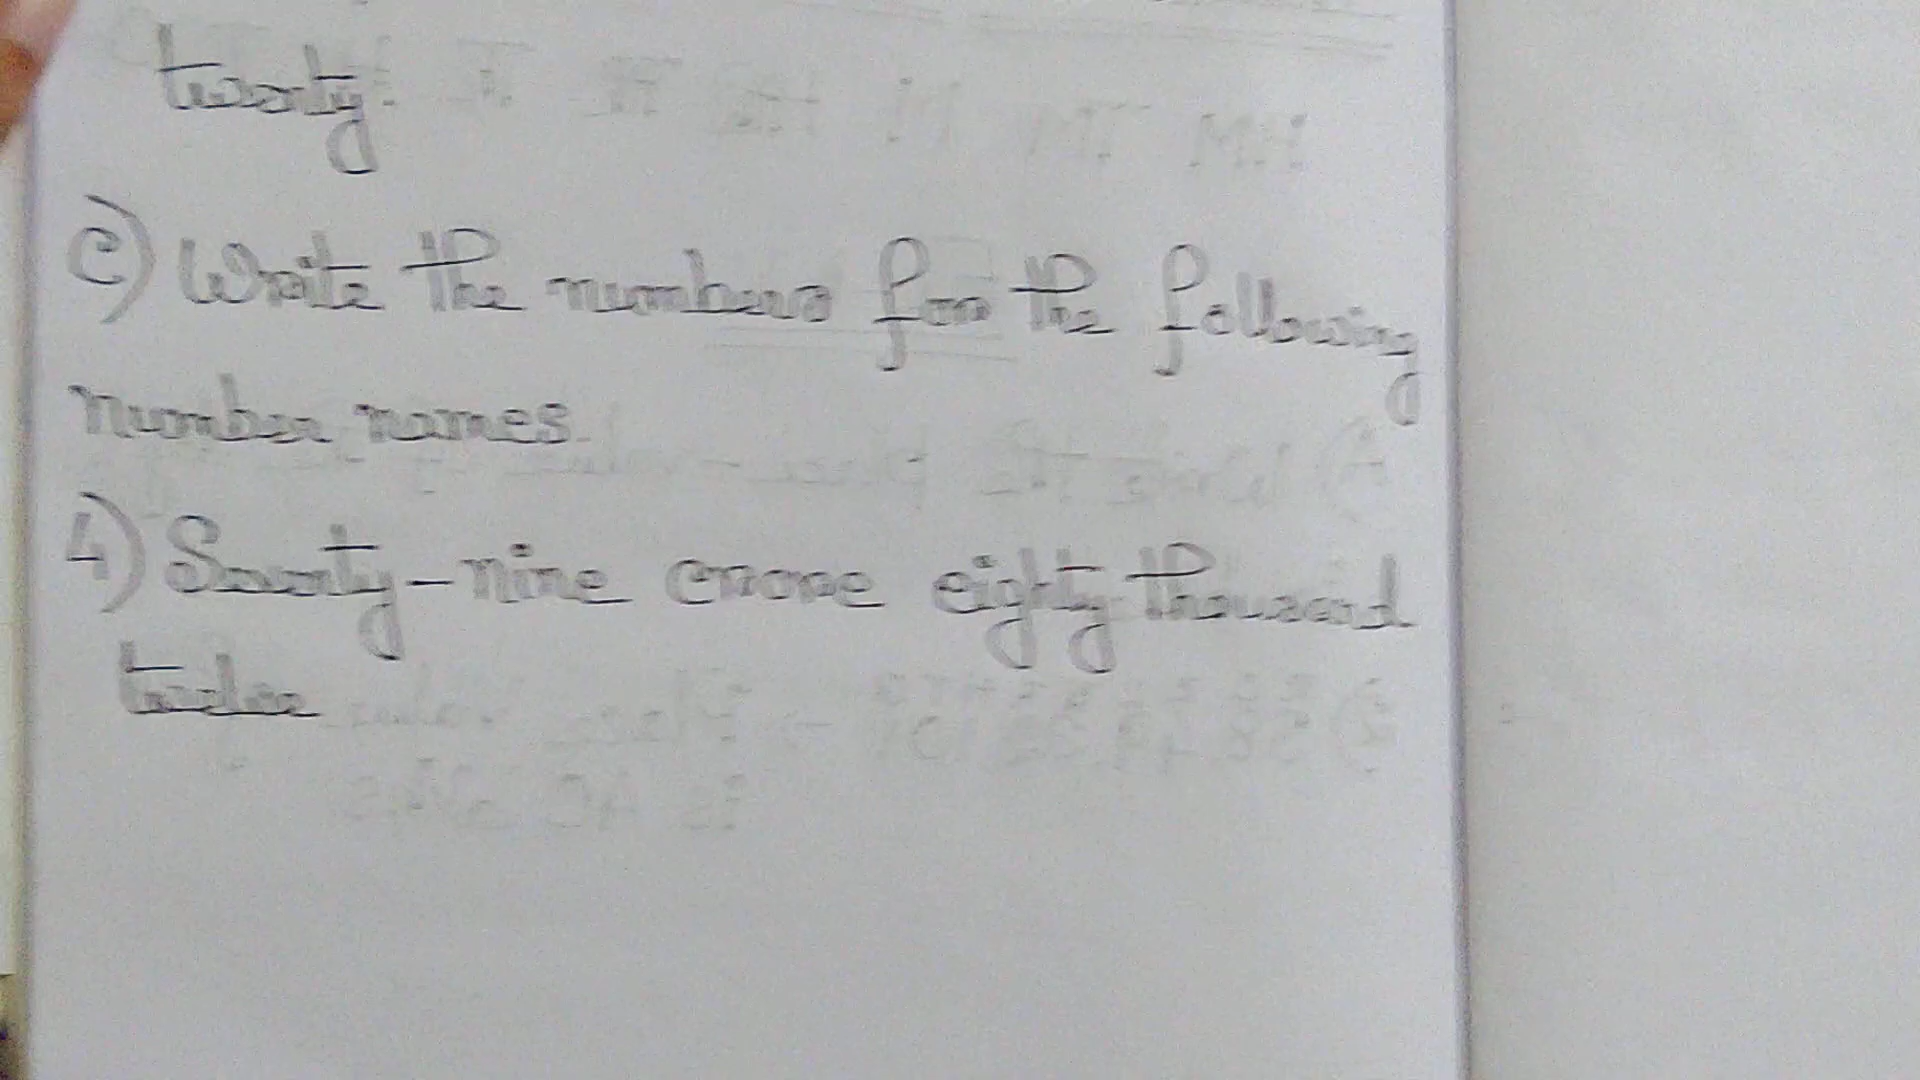 twenty
c) Write the numbers for the following
number names.
4) Seventy-nine crore eighty thousand
twelve